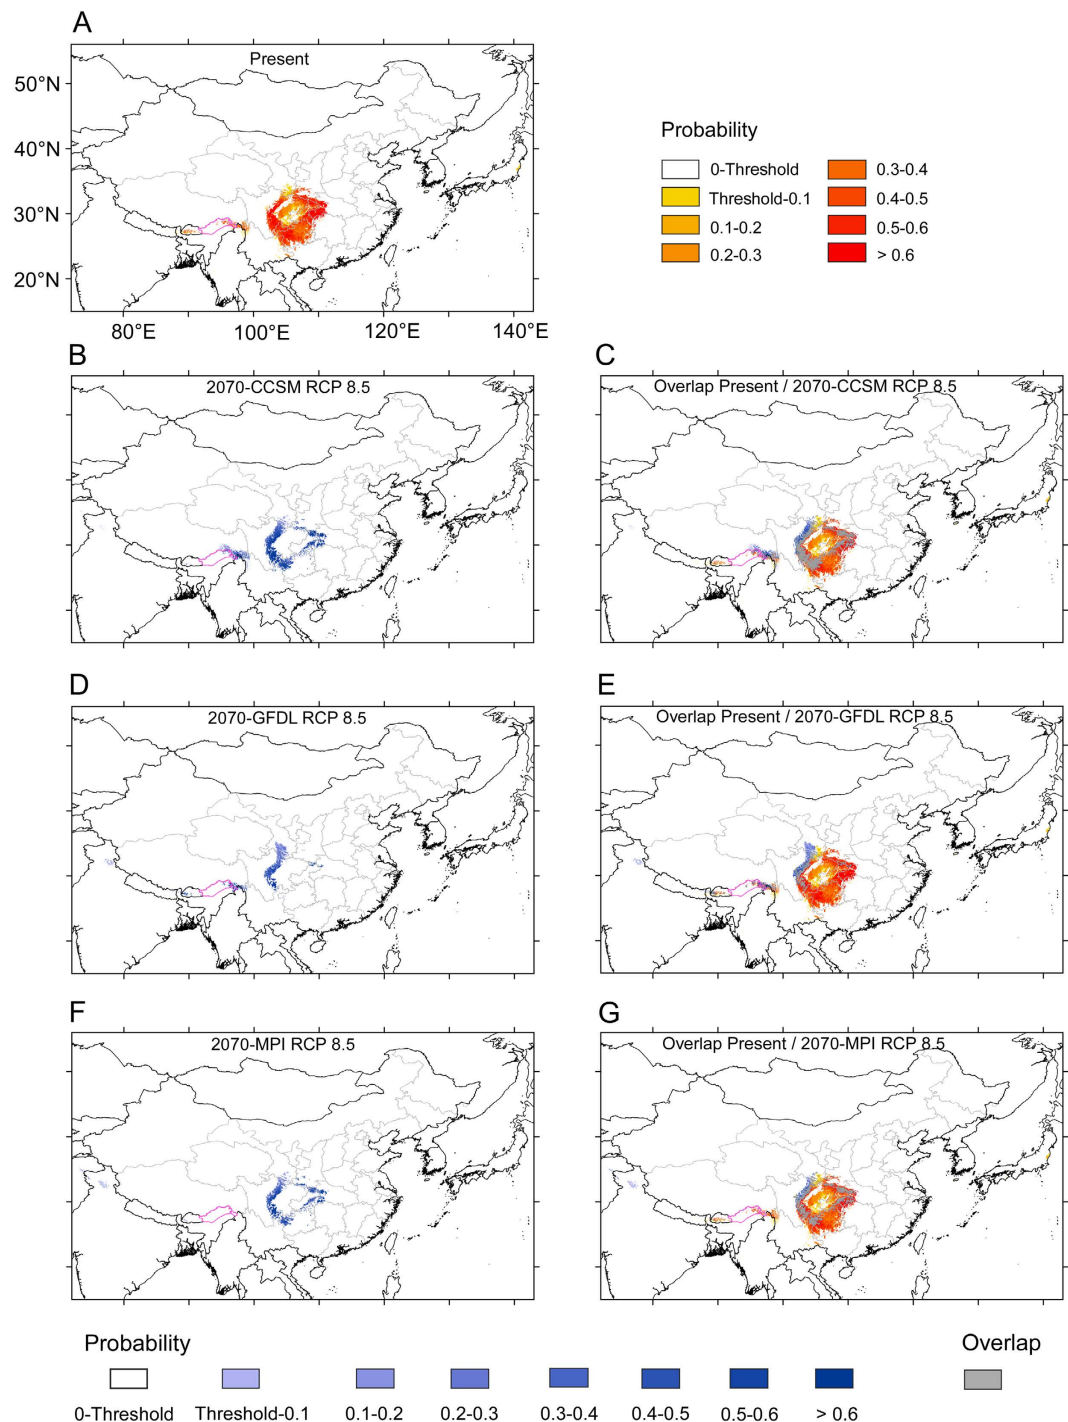 A
Present
50°N
40°N
30°N
20°N
80°E
100°E
120°E
140°E
Probability
0-Threshold
Threshold-0.1
0.1-0.2
0.2-0.3
0.3-0.4
0.4-0.5
0.5-0.6
> 0.6
B
2070-CCSM RCP 8.5
C
Overlap Present / 2070-CCSM RCP 8.5
D
2070-GFDL RCP 8.5
E
Overlap Present / 2070-GFDL RCP 8.5
F
2070-MPI RCP 8.5
G
Overlap Present / 2070-MPI RCP 8.5
Probability
0-Threshold
Threshold-0.1
0.1-0.2
0.2-0.3
0.3-0.4
0.4-0.5
0.5-0.6
> 0.6
Overlap